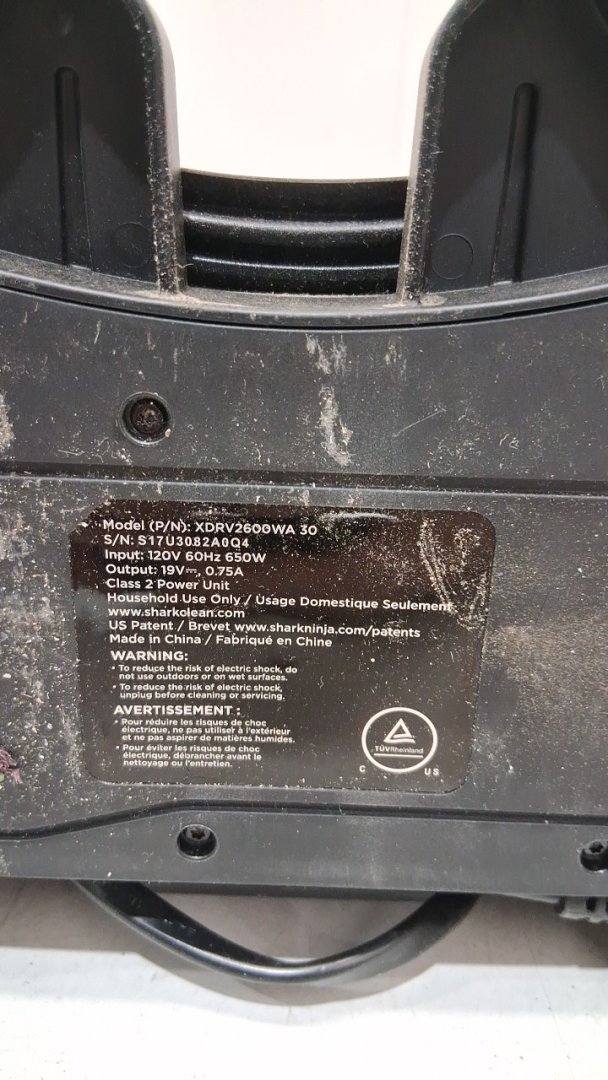 Model (P/N): XDRV2600WA 30
S/N: S17U3082A0Q4
Input: 120V 60Hz 650W
Output: 19V⎓, 0.75A
Class 2 Power Unit
Household Use Only / Usage Domestique Seulement
www.sharkclean.com
US Patent / Brevet www.sharkninja.com/patents
Made in China / Fabriqué en Chine
WARNING:
• To reduce the risk of electric shock, do
not use outdoors or on wet surfaces.
• To reduce the risk of electric shock,
unplug before cleaning or servicing.
AVERTISSEMENT :
• Pour réduire les risques de choc
électrique, ne pas utiliser à l'extérieur
et ne pas aspirer de matières humides.
• Pour éviter les risques de choc
électrique, débrancher avant le
nettoyage ou l'entretien.
TÜVRheinland
C US